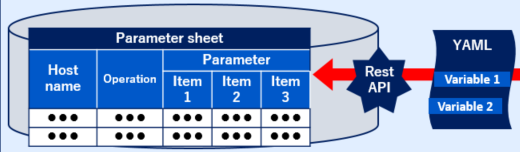 Parameter sheet
Host
name
Operation
Parameter
Item
1
Item
2
Item
3
●●● ●●● ●●● ●●● ●●●
●●● ●●● ●●● ●●● ●●●
Rest
API
YAML
Variable 1
Variable 2